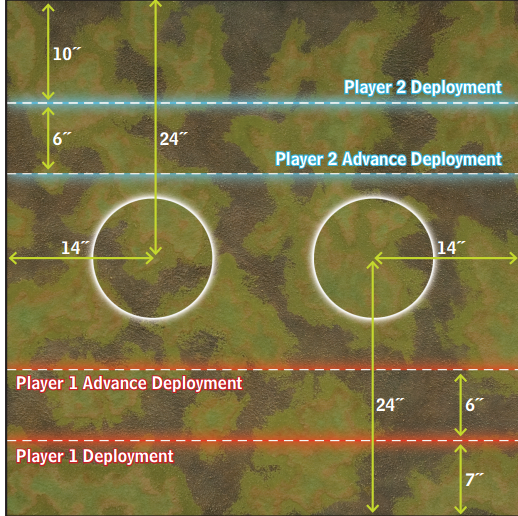 10˝
Player 2 Deployment
6˝
24˝
Player 2 Advance Deployment
14˝
14˝
Player 1 Advance Deployment
24˝
6˝
Player 1 Deployment
7˝